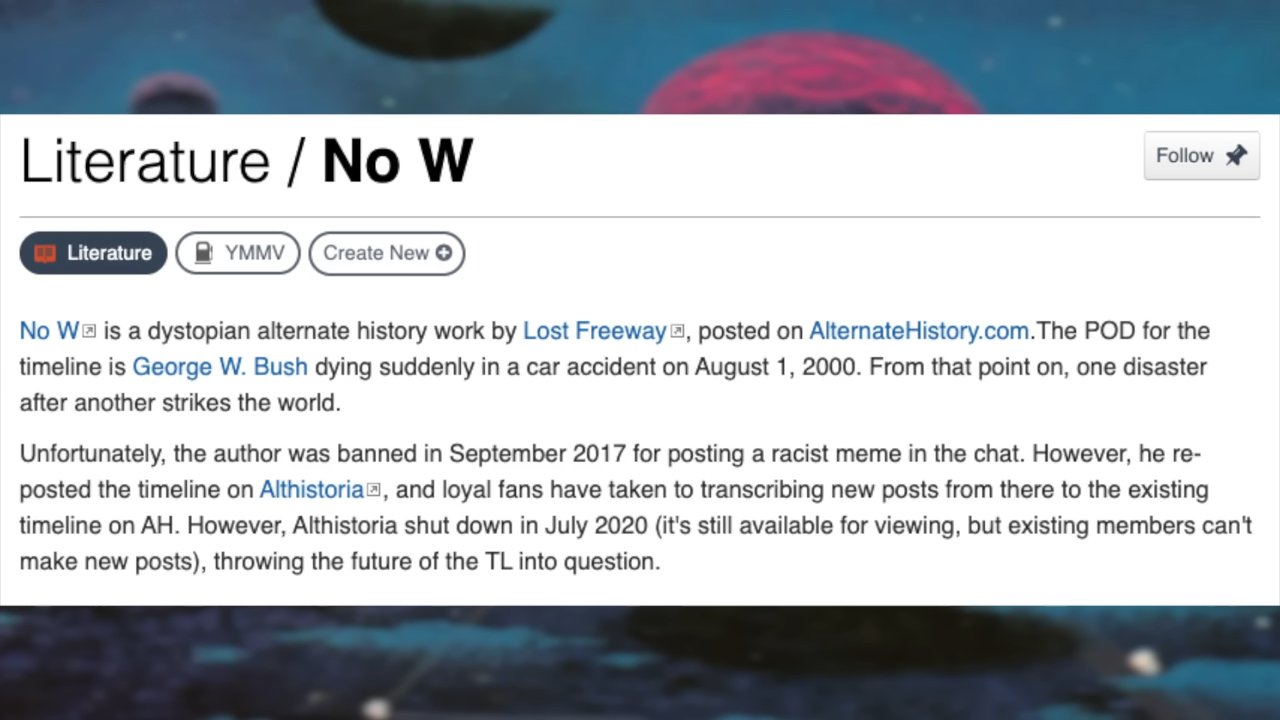 Literature / No W
Follow
Literature
YMMV
Create New
No W is a dystopian alternate history work by Lost Freeway, posted on AlternateHistory.com.The POD for the
timeline is George W. Bush dying suddenly in a car accident on August 1, 2000. From that point on, one disaster
after another strikes the world.
Unfortunately, the author was banned in September 2017 for posting a racist meme in the chat. However, he re-
posted the timeline on Althistoria, and loyal fans have taken to transcribing new posts from there to the existing
timeline on AH. However, Althistoria shut down in July 2020 (it's still available for viewing, but existing members can't
make new posts), throwing the future of the TL into question.